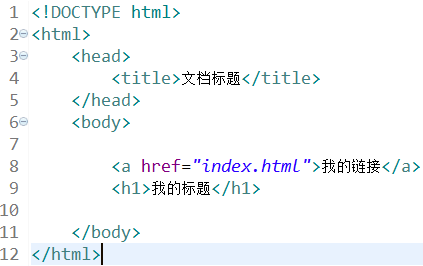 1 <!DOCTYPE html>
2 <html>
3 <head>
4 <title>文档标题</title>
5 </head>
6 <body>
7
8 <a href="index.html">我的链接</a>
9 <h1>我的标题</h1>
10
11 </body>
12 </html>